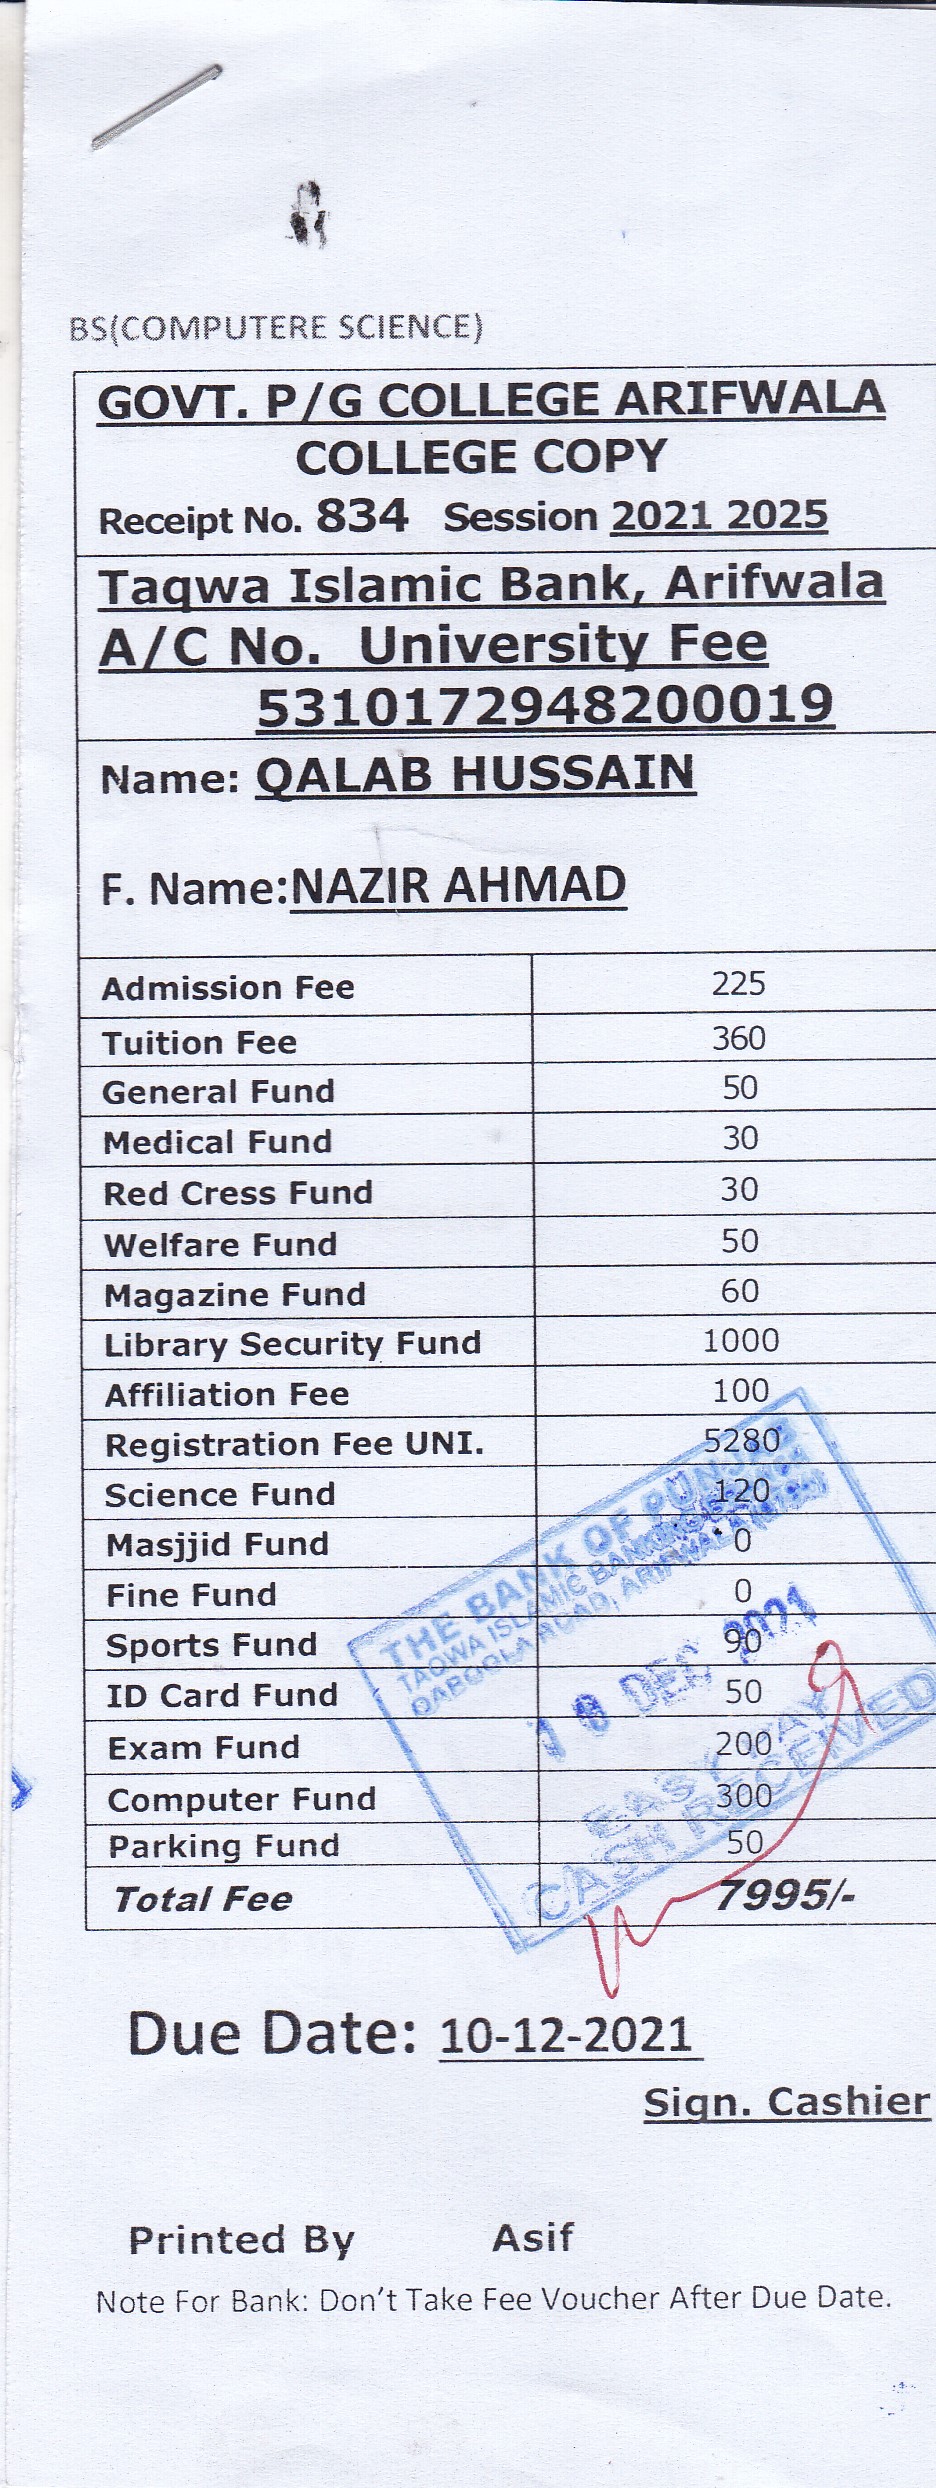 BS(COMPUTERE SCIENCE)
GOVT. P/G COLLEGE ARIFWALA
COLLEGE COPY
Receipt No. 834 Session 2021 2025
Taqwa Islamic Bank, Arifwala
A/C No. University Fee
5310172948200019
Name: QALAB HUSSAIN
F. Name:NAZIR AHMAD
Admission Fee 225
Tuition Fee 360
General Fund 50
Medical Fund 30
Red Cress Fund 30
Welfare Fund 50
Magazine Fund 60
Library Security Fund 1000
Affiliation Fee 100
Registration Fee UNI. 5280
Science Fund 120
Masjjid Fund 0
Fine Fund 0
Sports Fund 90
ID Card Fund 50
Exam Fund 200
Computer Fund 300
Parking Fund 50
Total Fee 7995/-
THE BANK OF PUNJAB
TAQWA ISLAMIC BANKING
QABOOLA ROAD, ARIFWALA
DEC 2021
EASY PAY
CASH RECEIVED
Due Date: 10-12-2021
Sign. Cashier
Printed By Asif
Note For Bank: Don't Take Fee Voucher After Due Date.